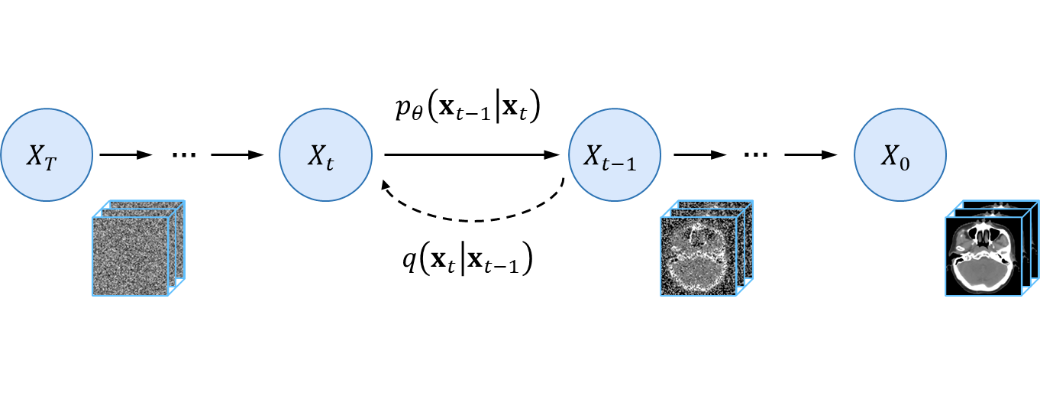 p_θ(x_{t−1}|x_t)
X_T ⋯ X_t X_{t−1} ⋯ X_0
q(x_t|x_{t−1})